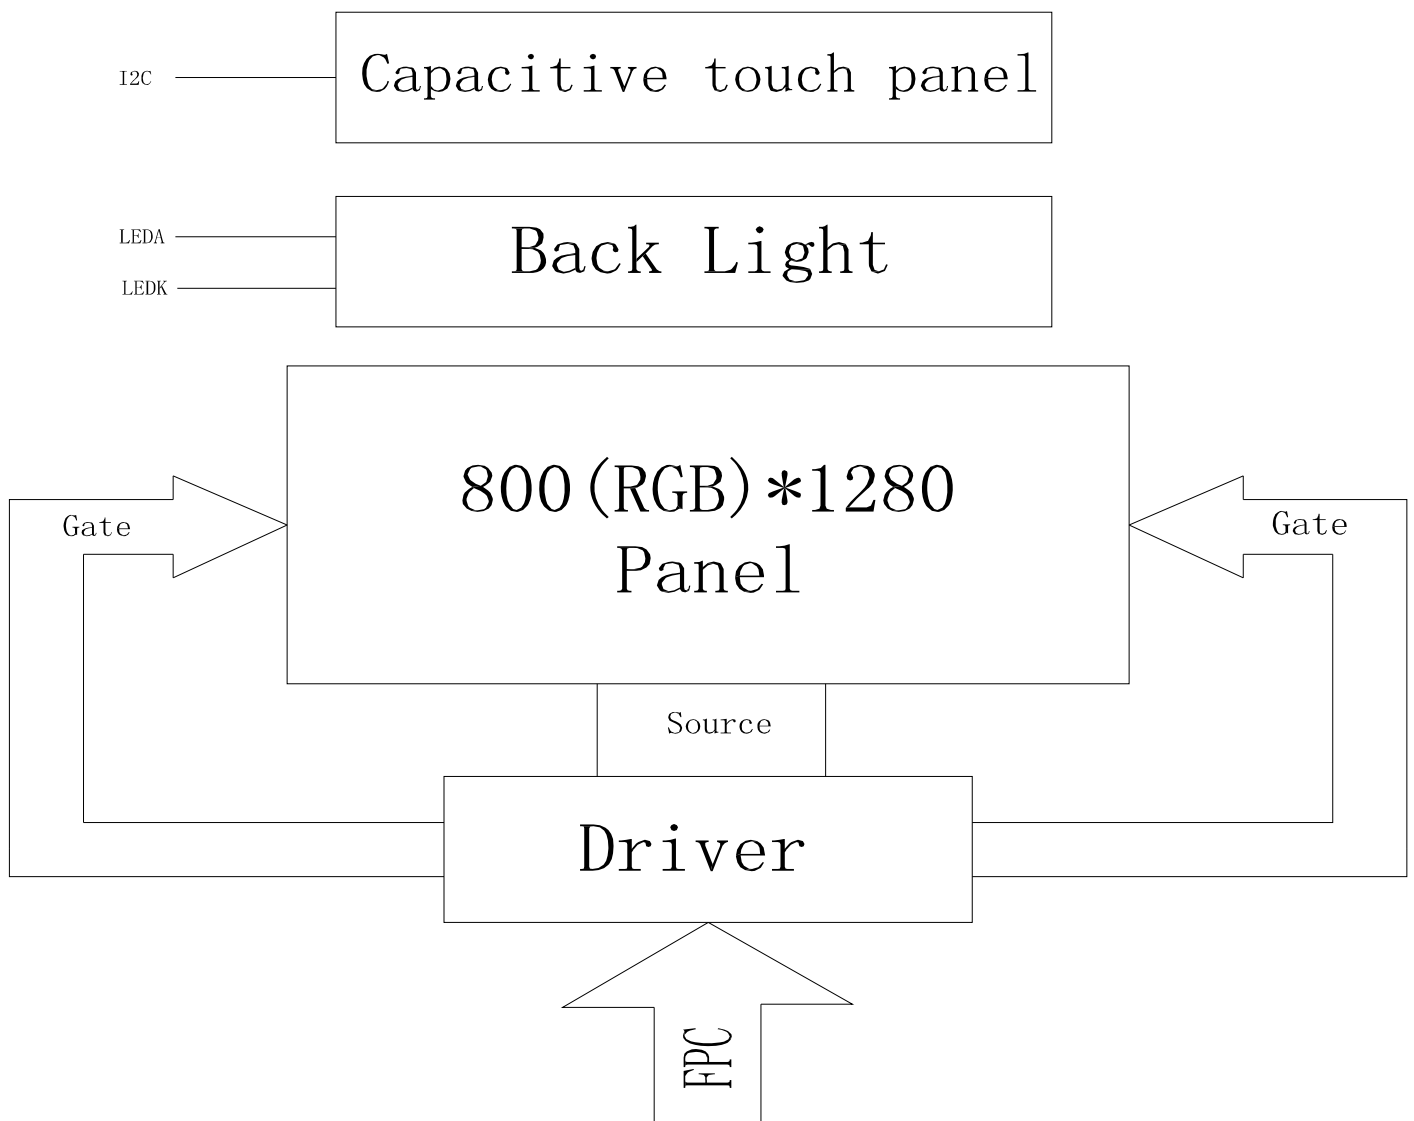 I2C
Capacitive touch panel
LEDA
Back Light
LEDK
800(RGB)*1280
Panel
Gate
Gate
Source
Driver
FPC